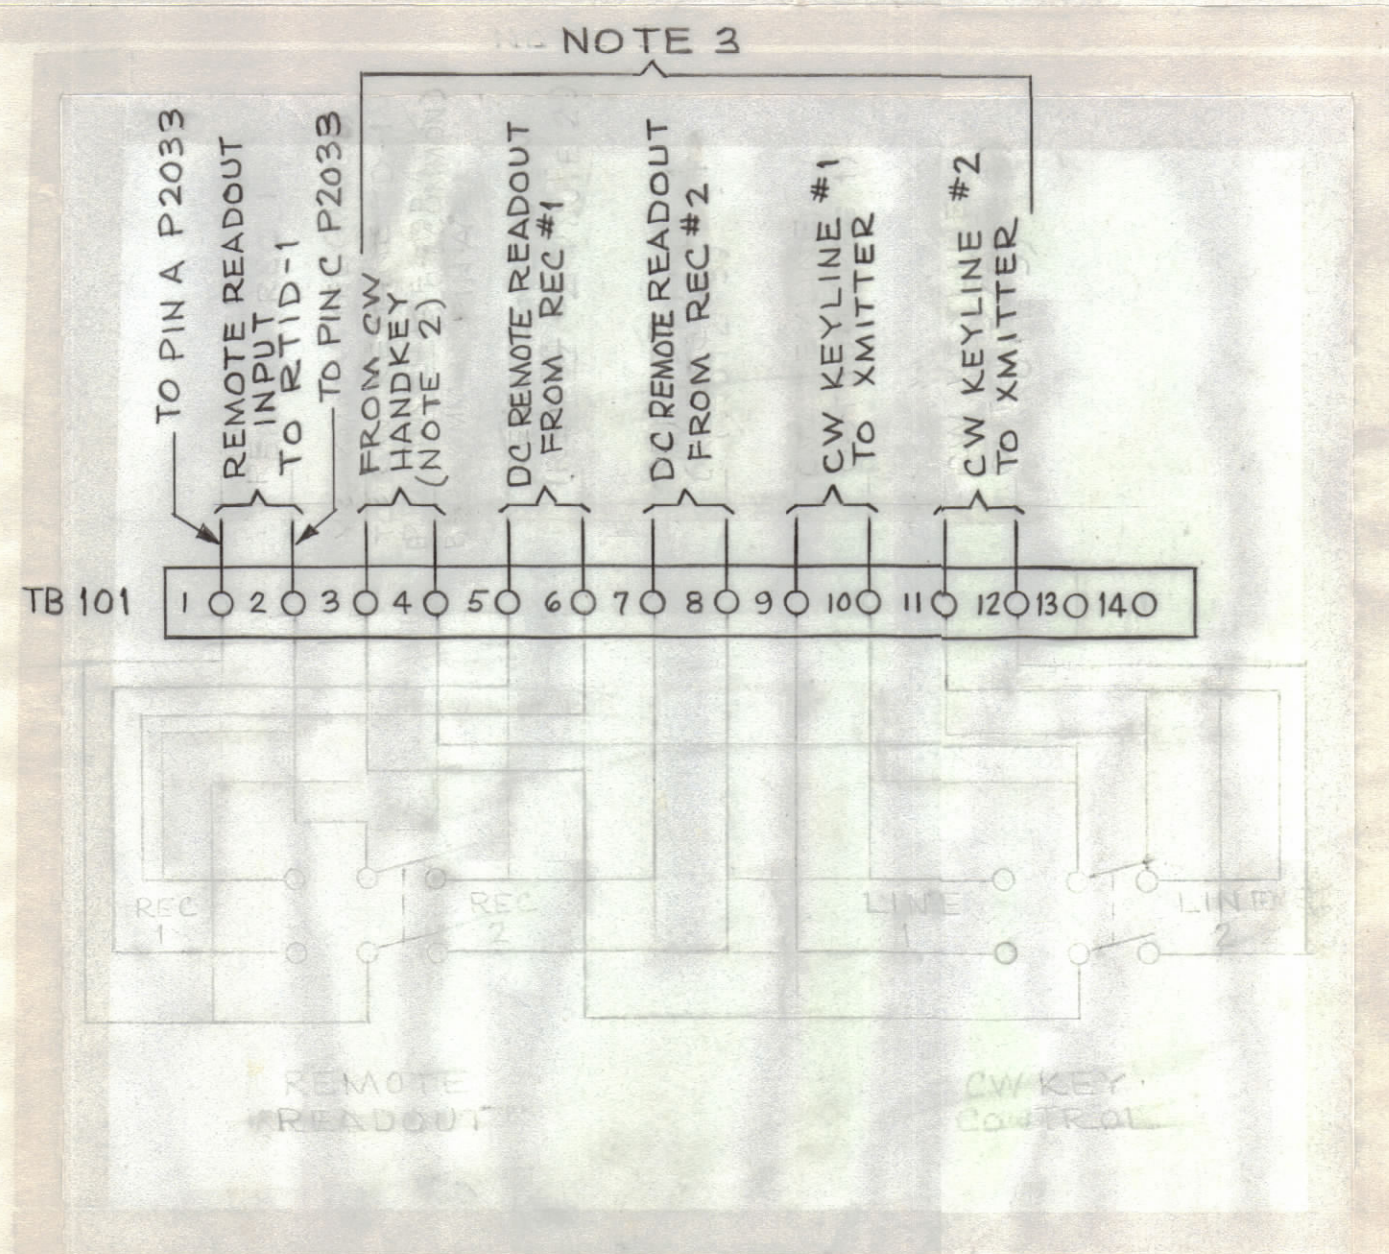 NOTE 3
TO PIN A P2033
REMOTE READOUT
INPUT
TO RTID-1
TO PIN C P2033
FROM CW
HANDKEY
(NOTE 2)
DC REMOTE READOUT
FROM REC #1
DC REMOTE READOUT
FROM REC #2
CW KEYLINE #1
TO XMITTER
CW KEYLINE #2
TO XMITTER
TB 101 1 2 3 4 5 6 7 8 9 10 11 12 13 14
REC
1
REC
2
LINE
1
LINE
2
REMOTE
READOUT
CW KEY
CONTROL